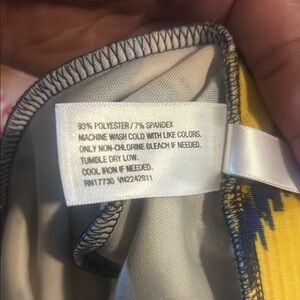 93% POLYESTER / 7% SPANDEX
MACHINE WASH COLD WITH LIKE COLORS.
ONLY NON-CHLORINE BLEACH IF NEEDED.
TUMBLE DRY LOW.
COOL IRON IF NEEDED.
RN17730 VN2242811